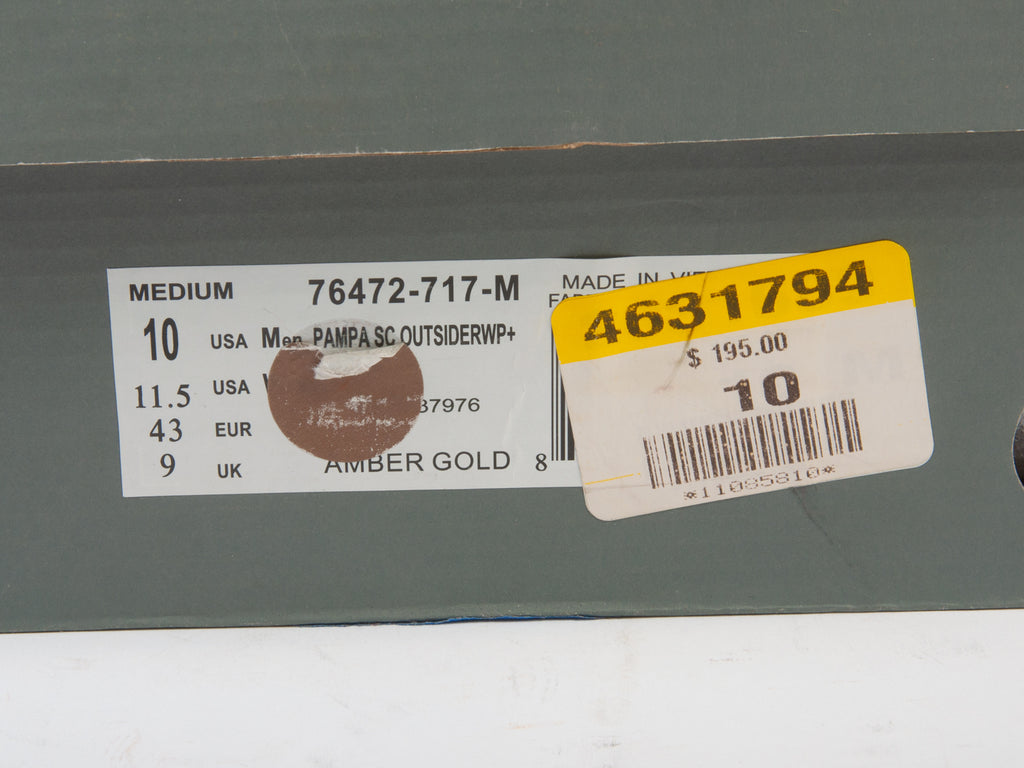 MEDIUM 76472-717-M MADE IN
10 USA Men PAMPA SC OUTSIDERWP+
11.5 USA
43 EUR 37976
9 UK AMBER GOLD 8
4631794
$ 195.00
10
*11085810*